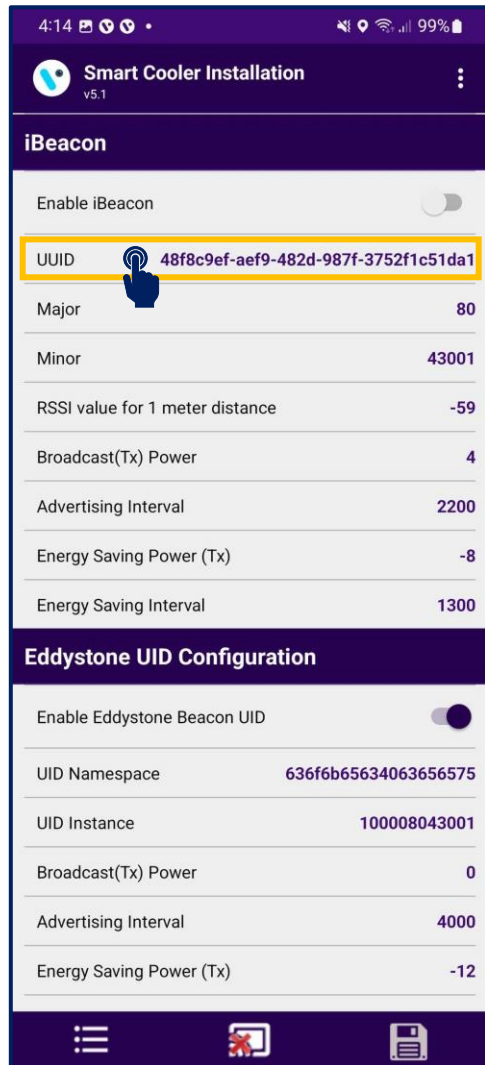 4:14 99%
Smart Cooler Installation
v5.1
iBeacon
Enable iBeacon
UUID 48f8c9ef-aef9-482d-987f-3752f1c51da1
Major 80
Minor 43001
RSSI value for 1 meter distance -59
Broadcast(Tx) Power 4
Advertising Interval 2200
Energy Saving Power (Tx) -8
Energy Saving Interval 1300
Eddystone UID Configuration
Enable Eddystone Beacon UID
UID Namespace 636f6b65634063656575
UID Instance 100008043001
Broadcast(Tx) Power 0
Advertising Interval 4000
Energy Saving Power (Tx) -12